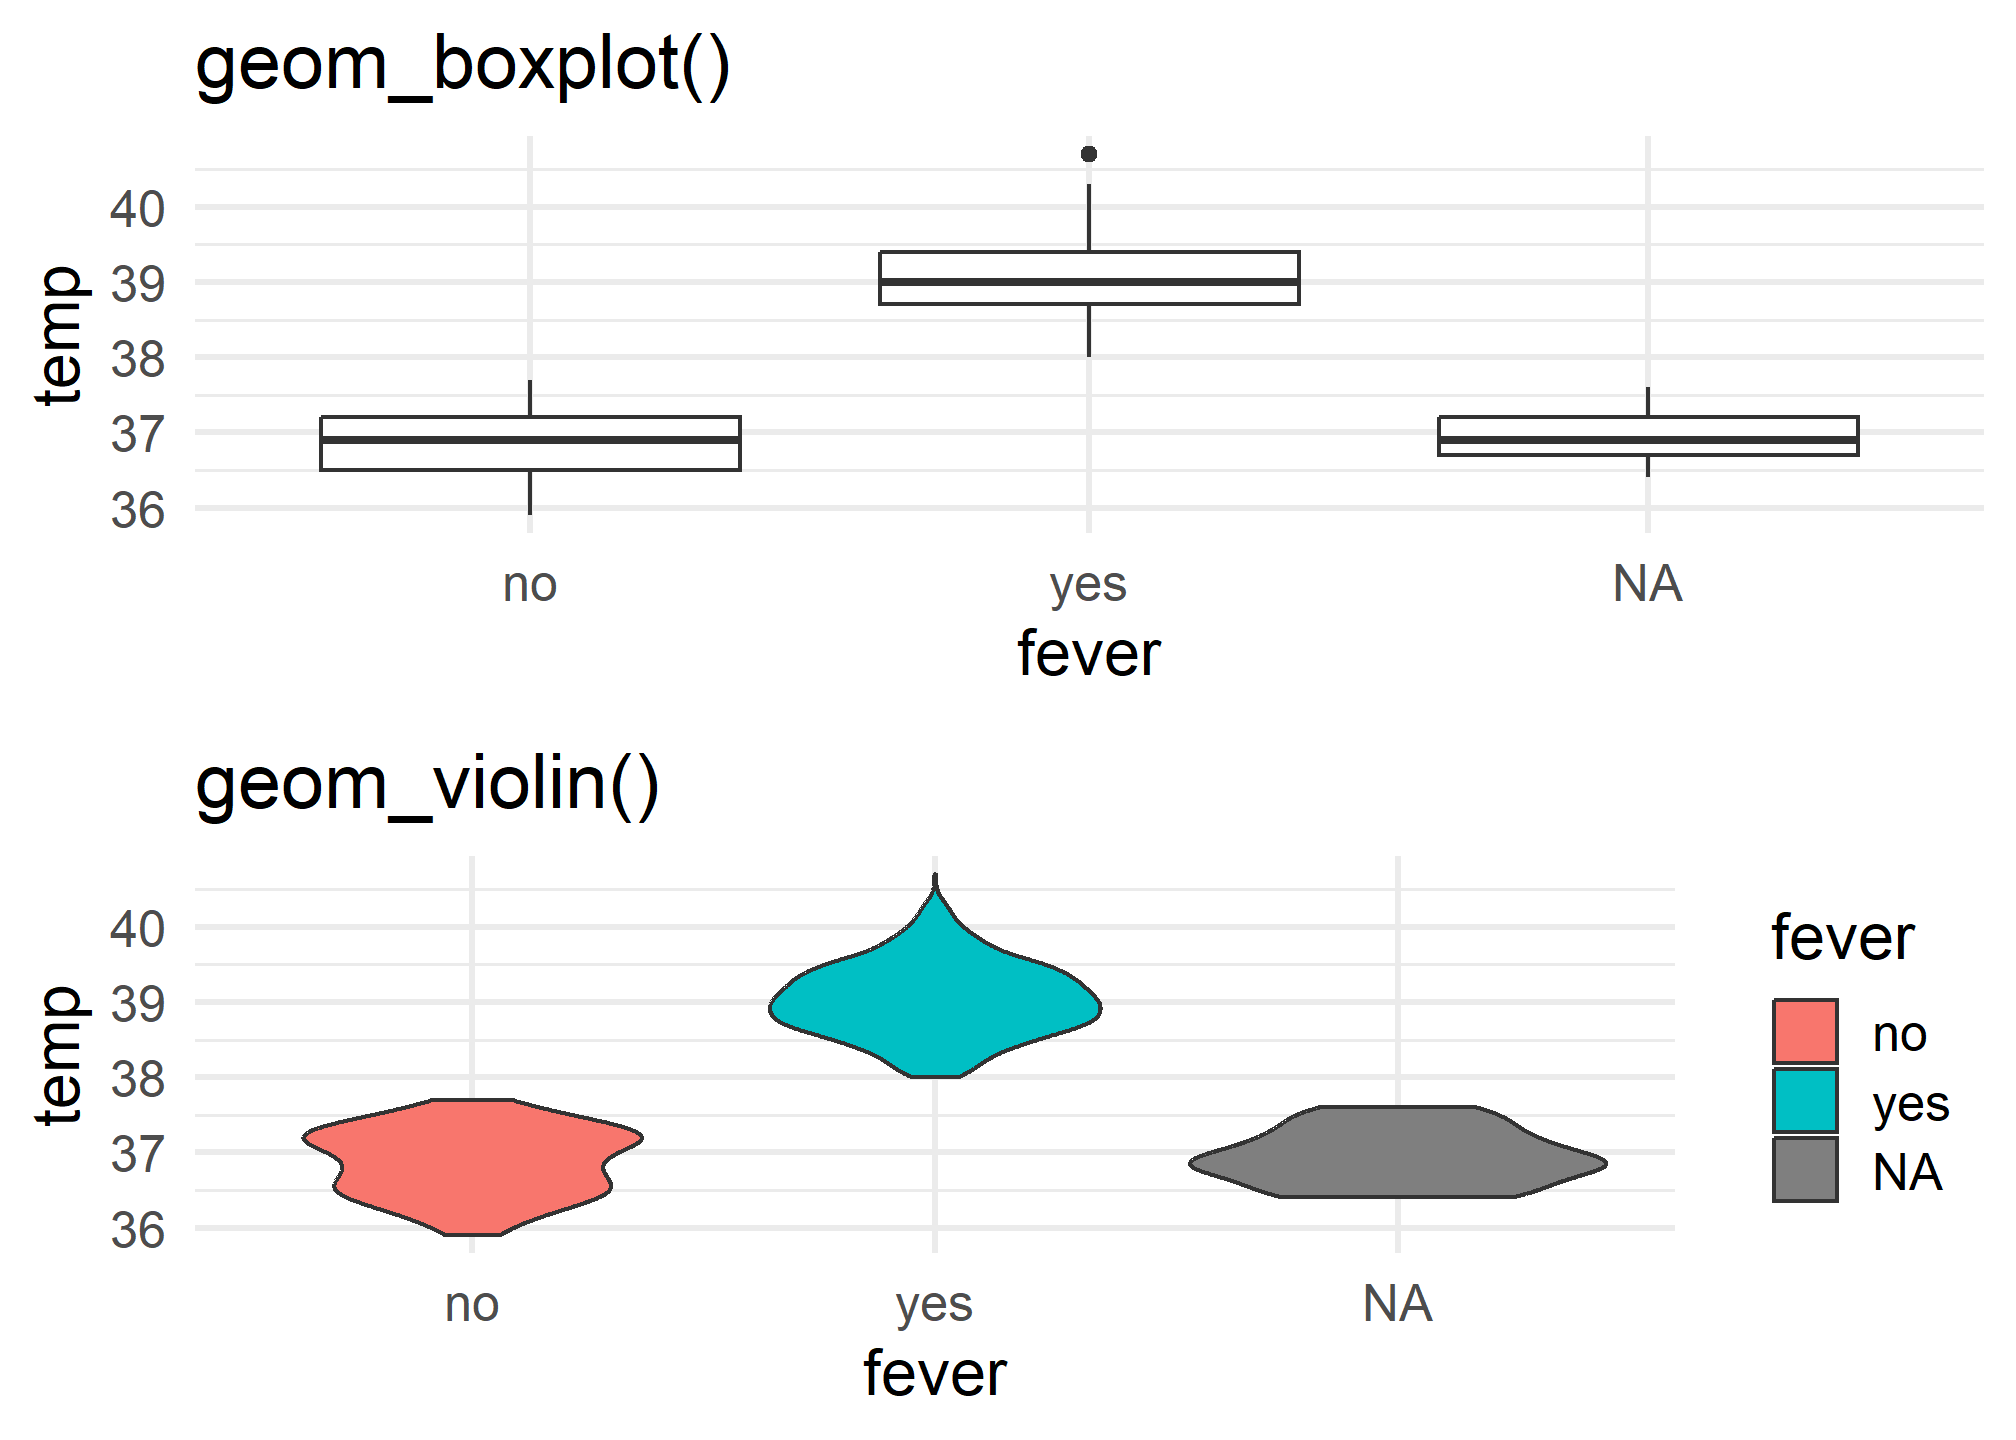 geom_boxplot()
temp
40
39
38
37
36
no yes NA
fever
geom_violin()
temp
40
39
38
37
36
no yes NA
fever
fever
no
yes
NA